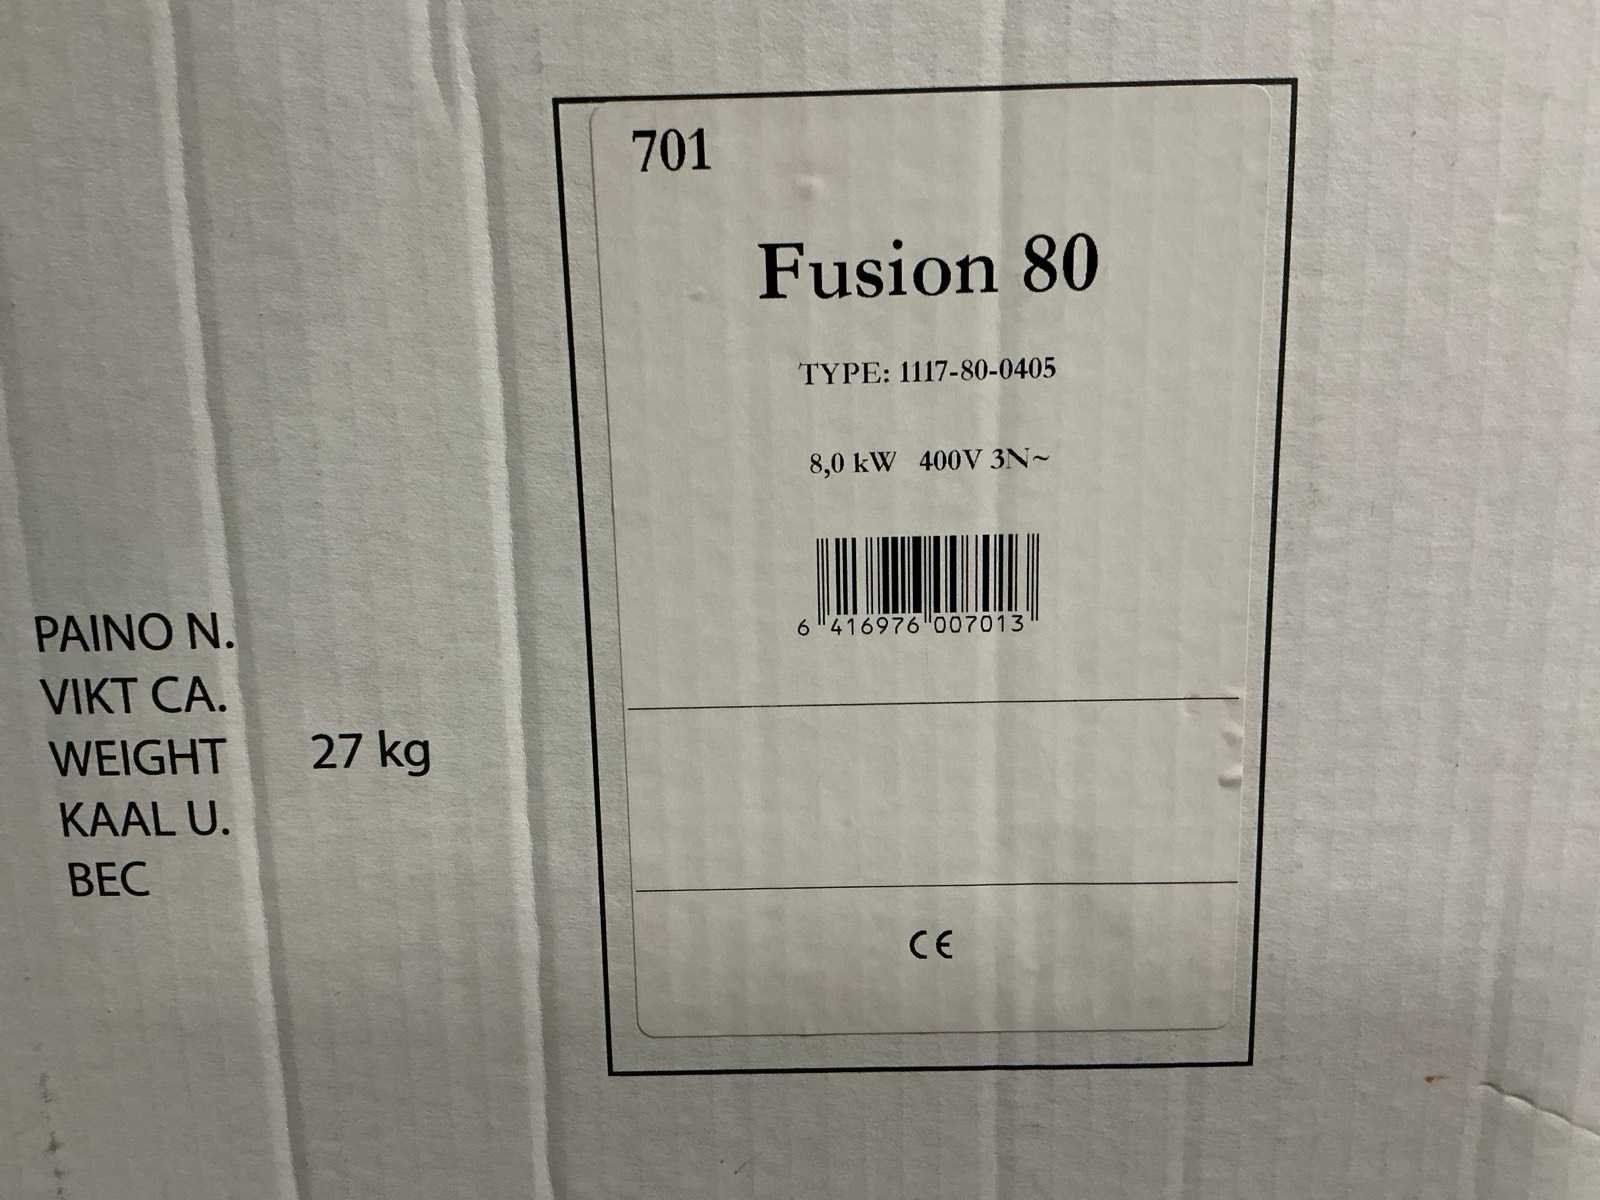 701
Fusion 80
TYPE: 1117-80-0405
8,0 kW 400V 3N~
6 416976 007013
PAINO N.
VIKT CA.
WEIGHT 27 kg
KAAL U.
ВЕС
CE